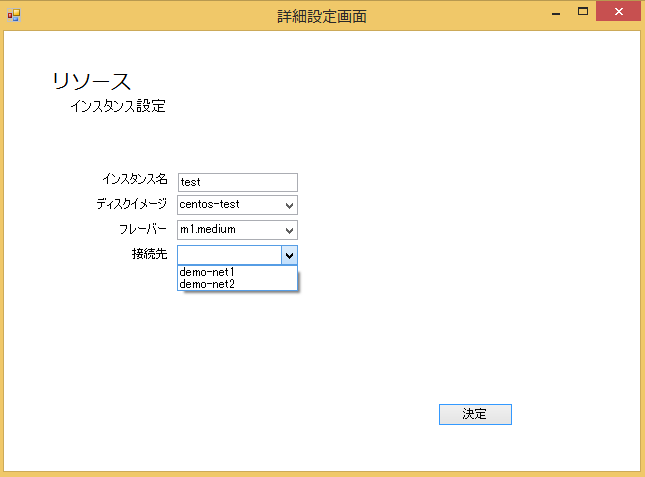 詳細設定画面
リソース
インスタンス設定
インスタンス名 test
ディスクイメージ centos-test
フレーバー m1.medium
接続先
demo-net1
demo-net2
決定